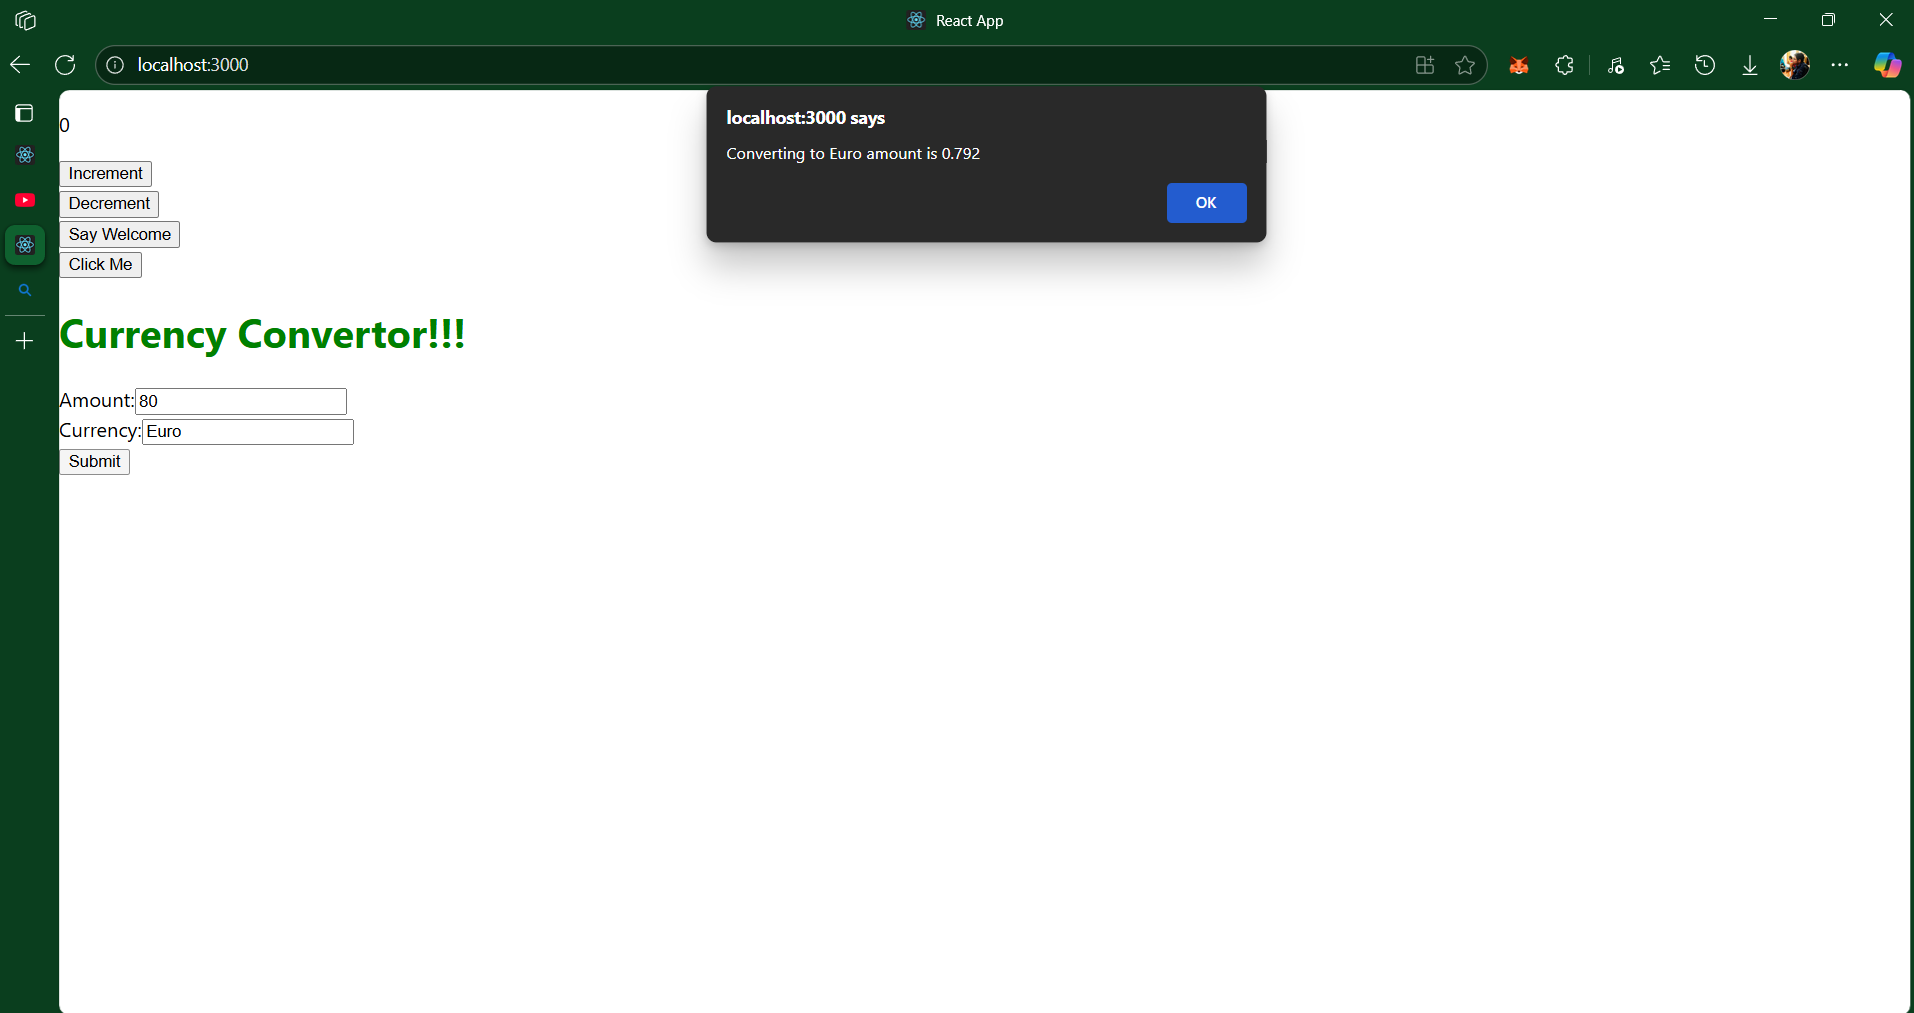 React App
localhost:3000
localhost:3000 says
Converting to Euro amount is 0.792
OK
0
Increment
Decrement
Say Welcome
Click Me
Currency Convertor!!!
Amount: 80
Currency: Euro
Submit